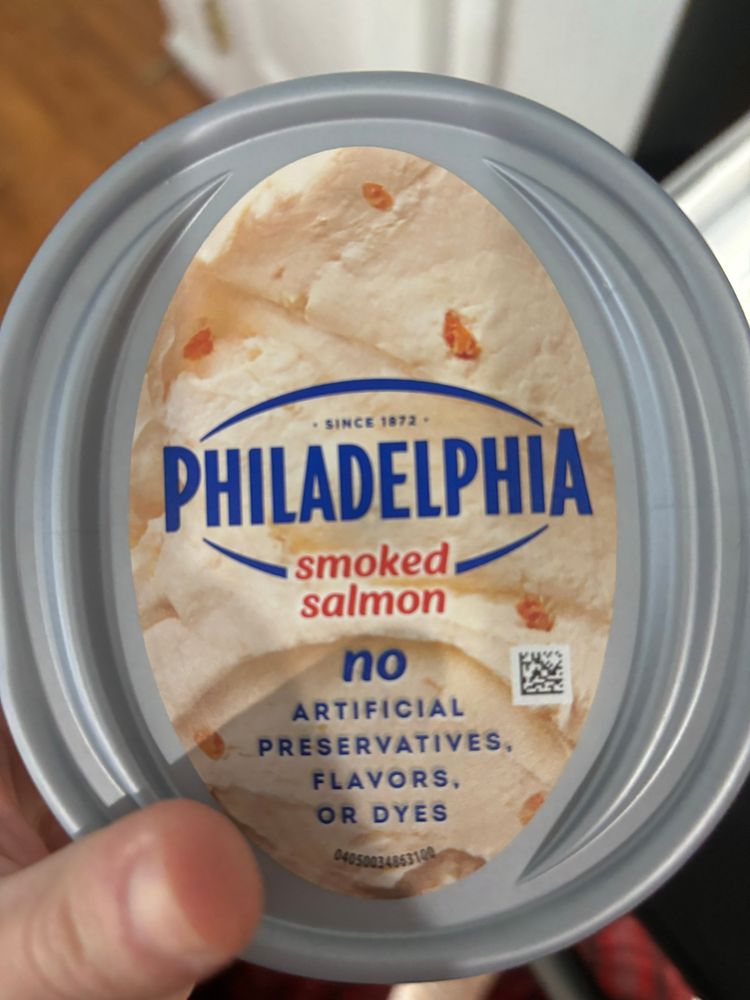 · SINCE 1872 ·
PHILADELPHIA
smoked
salmon
no
ARTIFICIAL
PRESERVATIVES,
FLAVORS,
OR DYES
04050034863100